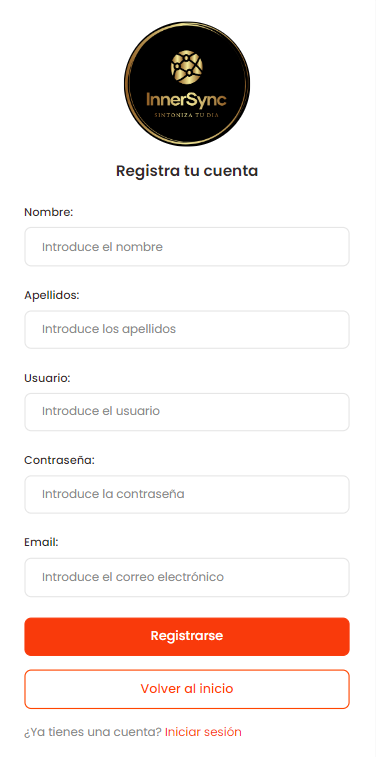 InnerSync
SINTONIZA TU DIA
Registra tu cuenta
Nombre:
Introduce el nombre
Apellidos:
Introduce los apellidos
Usuario:
Introduce el usuario
Contraseña:
Introduce la contraseña
Email:
Introduce el correo electrónico
Registrarse
Volver al inicio
¿Ya tienes una cuenta? Iniciar sesión